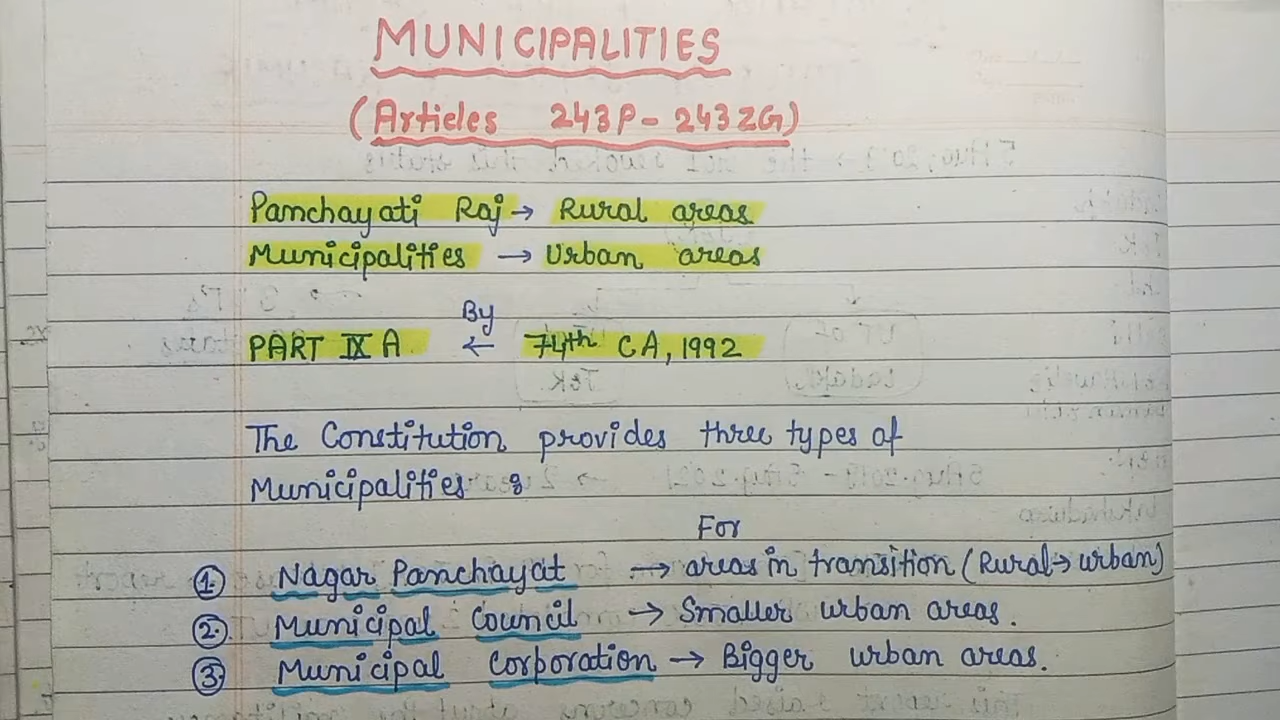 MUNICIPALITIES
(Articles 243P - 243ZG)
Panchayati Raj → Rural areas
Municipalities → Urban areas
By
PART IX A ← 74th CA, 1992
The Constitution provides three types of
Municipalities :
For
1. Nagar Panchayat → areas in transition (Rural → urban)
2. Municipal Council → Smaller urban areas.
3. Municipal Corporation → Bigger urban areas.